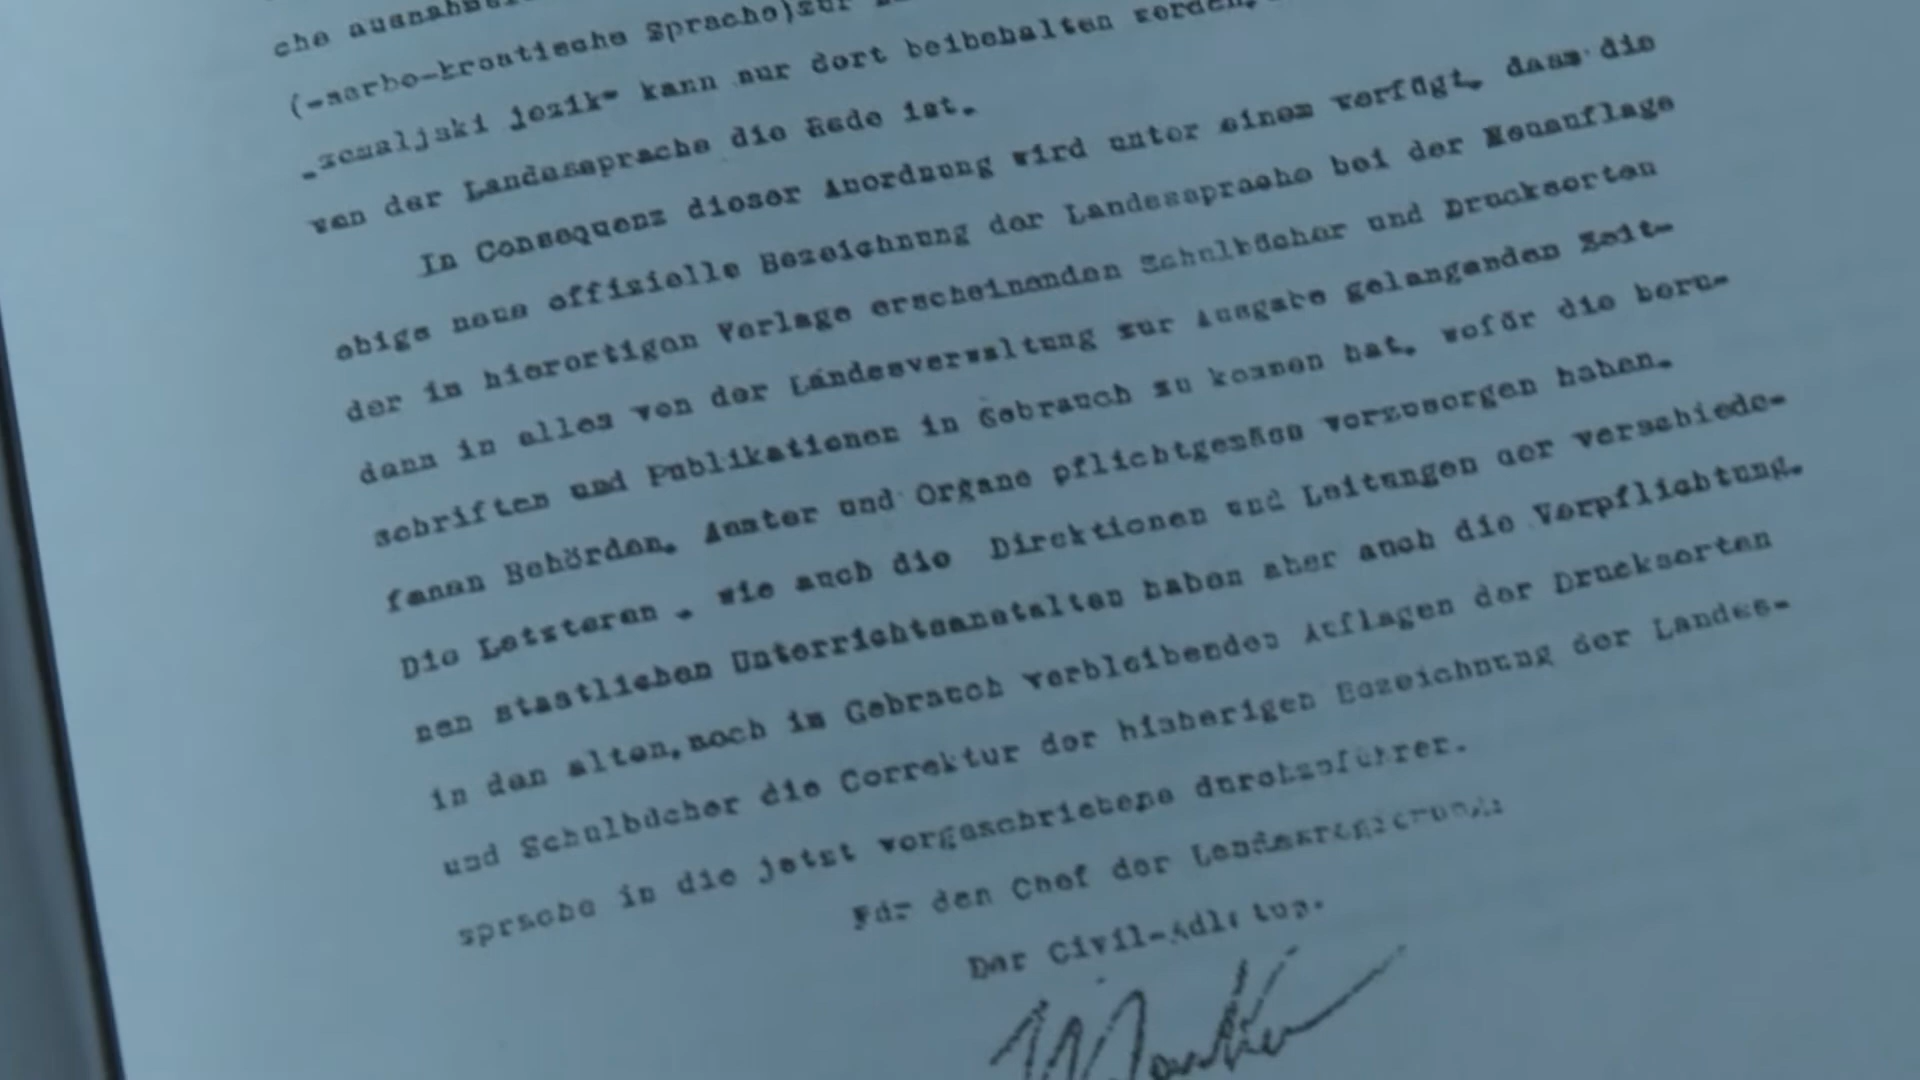 che ausnahms
(-serbo-kroatische Sprache)zur
„zemaljski jezik" kann nur dort beibehalten werden,
von der Landessprache die Rede ist.
In Consequenz dieser Anordnung wird unter einem verfügt, dass die
obige neue offizielle Bezeichnung der Landessprache bei der Neuauflage
der im hierortigen Verlage erscheinenden Schulbücher und Drucksorten
dann in allen von der Landesverwaltung zur Ausgabe gelangenden Zeit-
schriften und Publikationen in Gebrauch zu kommen hat, wofür die beru-
fenen Behörden, Aemter und Organe pflichtgemäss vorzusorgen haben.
Die Letzteren , wie auch die Direktionen und Leitungen der verschiede-
nen staatlichen Unterrichtsanstalten haben aber auch die Verpflichtung,
in den alten,noch im Gebrauch verbleibenden Auflagen der Drucksorten
und Schulbücher die Correktur der bisherigen Bezeichnung der Landes-
sprache in die jetzt vorgeschriebene durchzuführen.
Für den Chef der Landesregierung:
Der Civil-Adlatus.